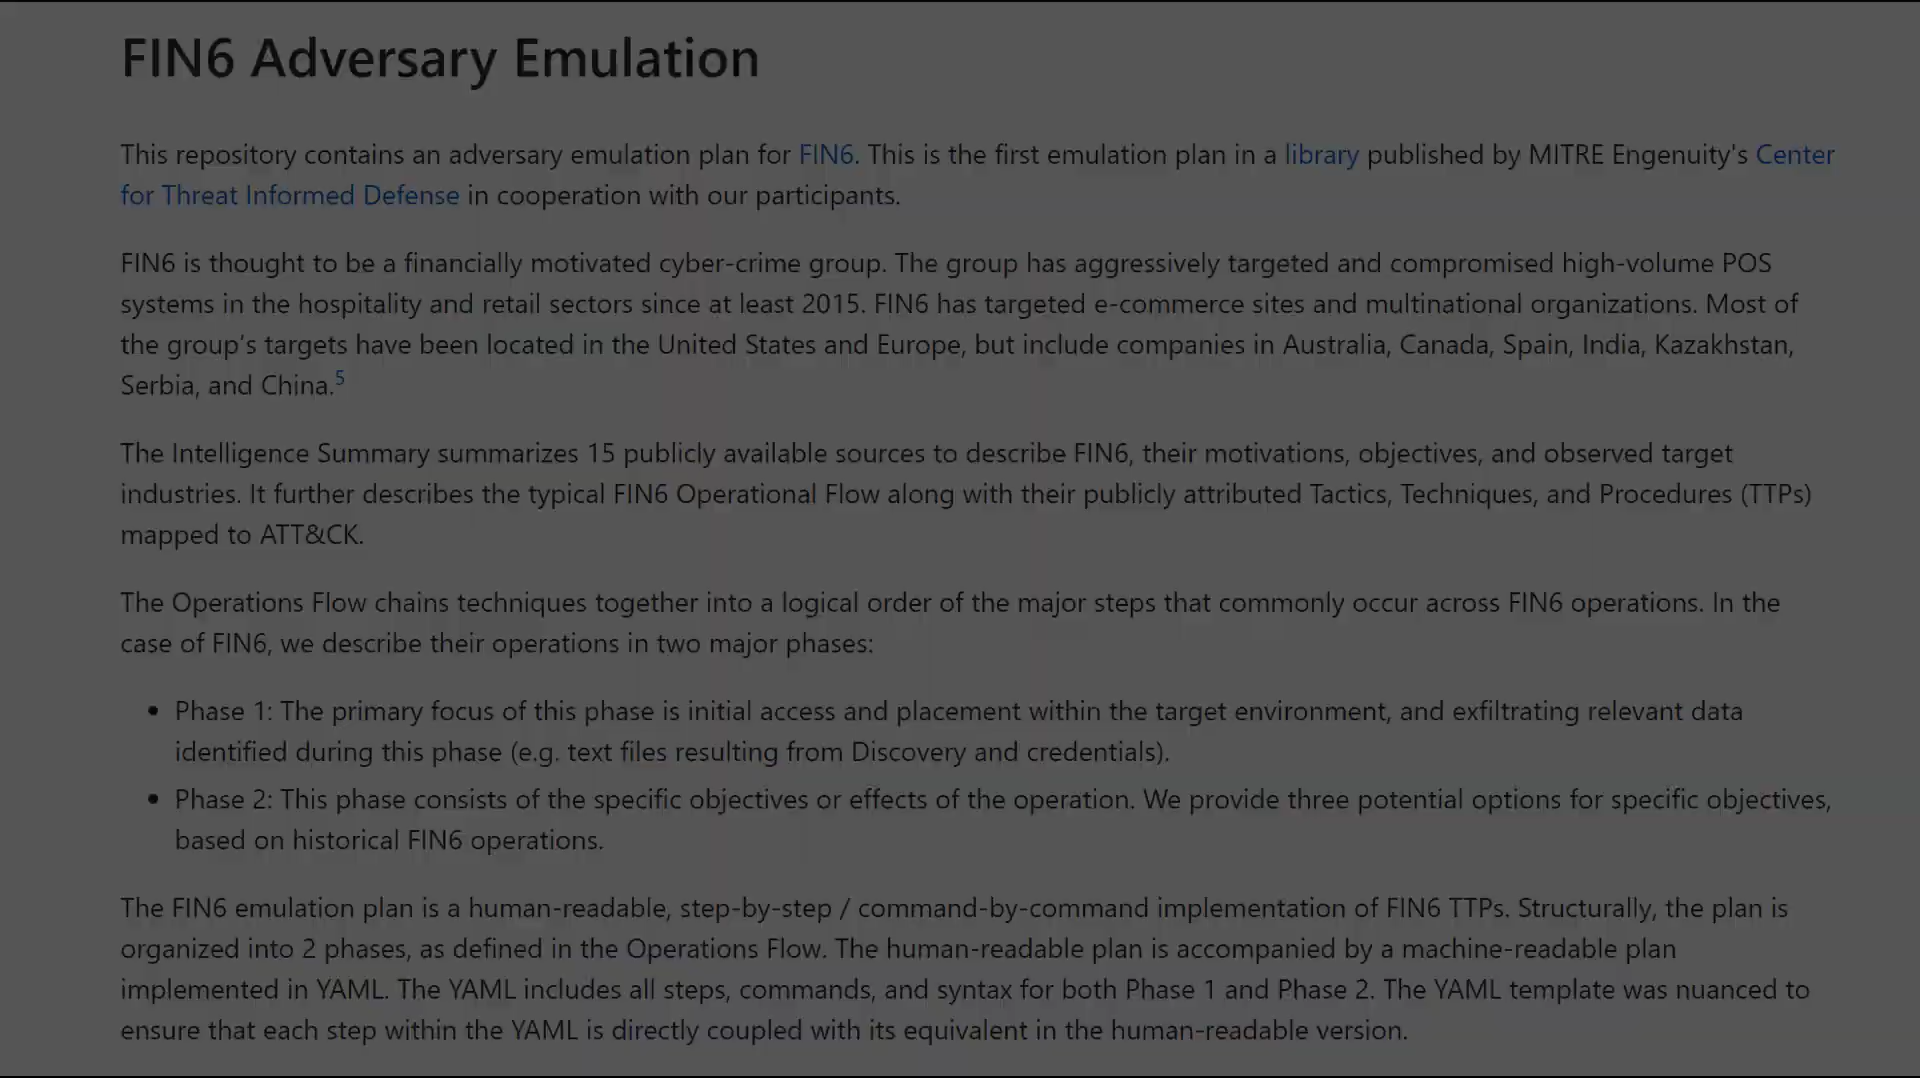 FIN6 Adversary Emulation
This repository contains an adversary emulation plan for FIN6. This is the first emulation plan in a library published by MITRE Engenuity's Center
for Threat Informed Defense in cooperation with our participants.
FIN6 is thought to be a financially motivated cyber-crime group. The group has aggressively targeted and compromised high-volume POS
systems in the hospitality and retail sectors since at least 2015. FIN6 has targeted e-commerce sites and multinational organizations. Most of
the group's targets have been located in the United States and Europe, but include companies in Australia, Canada, Spain, India, Kazakhstan,
Serbia, and China.5
The Intelligence Summary summarizes 15 publicly available sources to describe FIN6, their motivations, objectives, and observed target
industries. It further describes the typical FIN6 Operational Flow along with their publicly attributed Tactics, Techniques, and Procedures (TTPs)
mapped to ATT&CK.
The Operations Flow chains techniques together into a logical order of the major steps that commonly occur across FIN6 operations. In the
case of FIN6, we describe their operations in two major phases:
• Phase 1: The primary focus of this phase is initial access and placement within the target environment, and exfiltrating relevant data
identified during this phase (e.g. text files resulting from Discovery and credentials).
• Phase 2: This phase consists of the specific objectives or effects of the operation. We provide three potential options for specific objectives,
based on historical FIN6 operations.
The FIN6 emulation plan is a human-readable, step-by-step / command-by-command implementation of FIN6 TTPs. Structurally, the plan is
organized into 2 phases, as defined in the Operations Flow. The human-readable plan is accompanied by a machine-readable plan
implemented in YAML. The YAML includes all steps, commands, and syntax for both Phase 1 and Phase 2. The YAML template was nuanced to
ensure that each step within the YAML is directly coupled with its equivalent in the human-readable version.